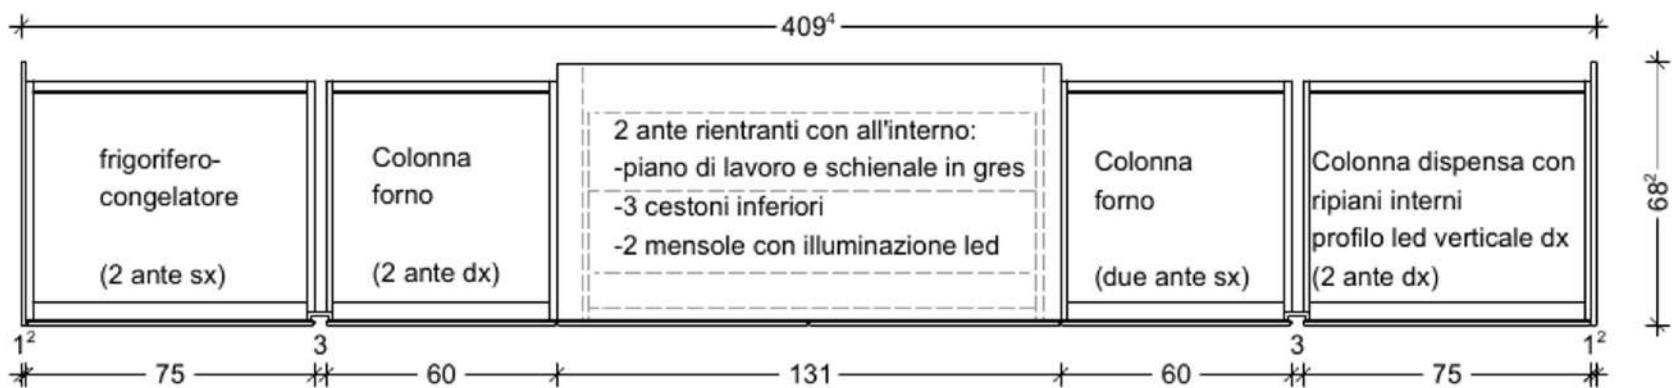 409⁴
frigorifero-
congelatore
(2 ante sx)
Colonna
forno
(2 ante dx)
2 ante rientranti con all'interno:
-piano di lavoro e schienale in gres
-3 cestoni inferiori
-2 mensole con illuminazione led
Colonna
forno
(due ante sx)
Colonna dispensa con
ripiani interni
profilo led verticale dx
(2 ante dx)
68²
1² 3 3 1²
75 60 131 60 75